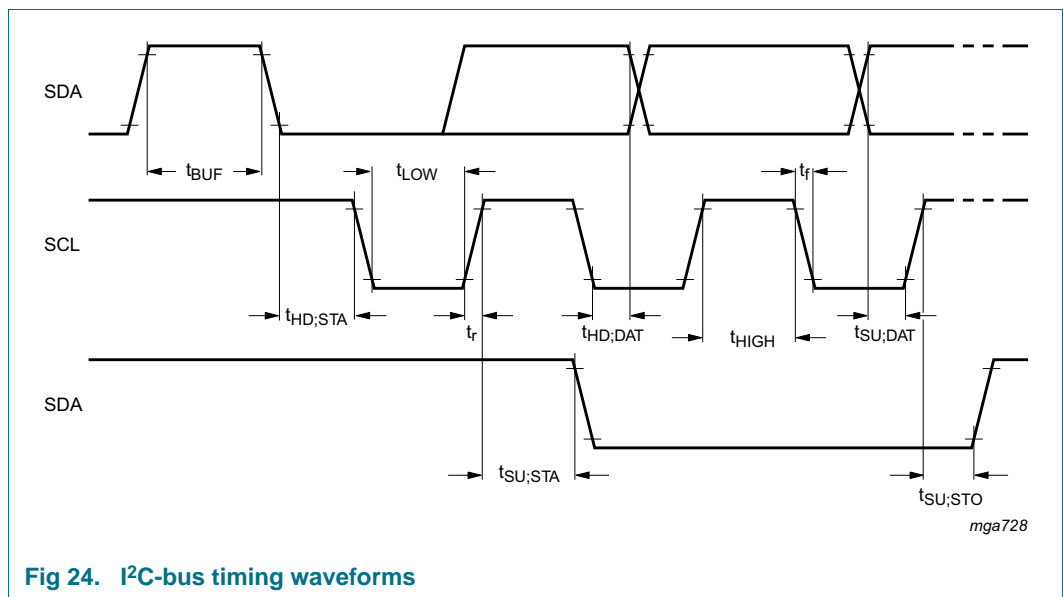 SDA
tBUF
tLOW
tf
SCL
tHD;STA
tr
tHD;DAT
tHIGH
tSU;DAT
SDA
tSU;STA
tSU;STO
mga728
Fig 24. I²C-bus timing waveforms